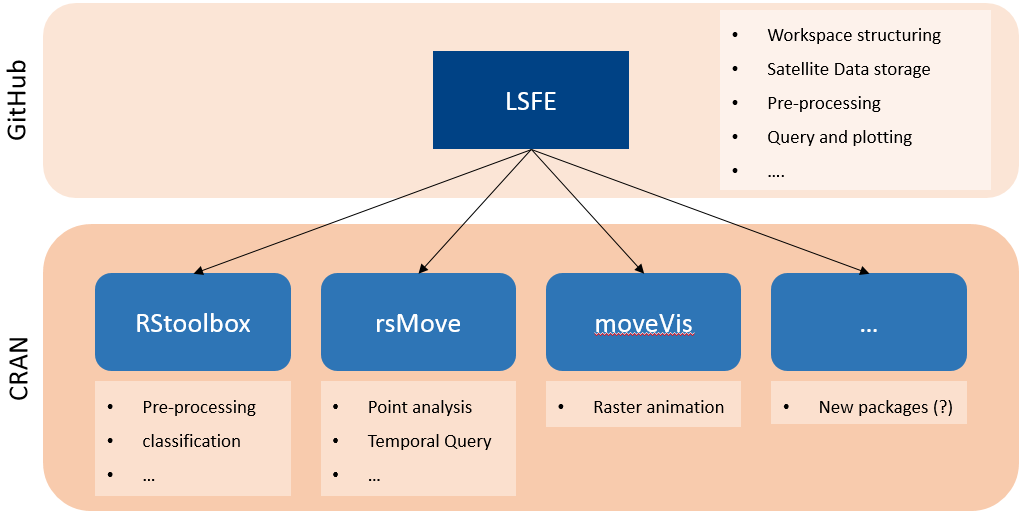 GitHub
LSFE
• Workspace structuring
• Satellite Data storage
• Pre-processing
• Query and plotting
• ....
CRAN
RStoolbox
• Pre-processing
• classification
• ...
rsMove
• Point analysis
• Temporal Query
• ...
moveVis
• Raster animation
...
• New packages (?)